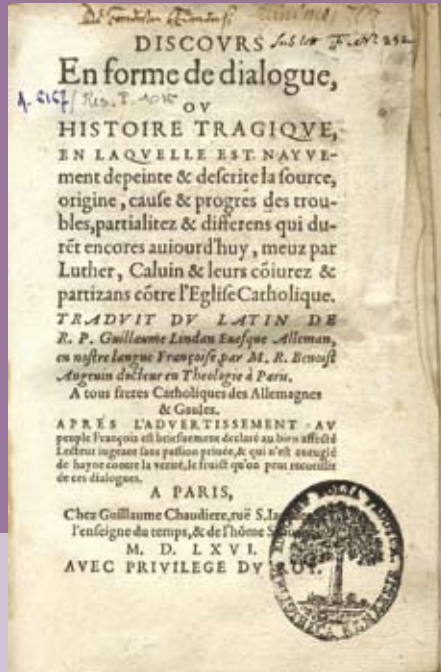 DISCOVRS
En forme de dialogue,
OV
HISTOIRE TRAGIQVE,
EN LAQVELLE EST NAYVE-
ment depeinte & descrite la source,
origine, cause & progres des trou-
bles, partialitez & differens qui du-
rēt encores auiourd'huy, meuz par
Luther, Caluin & leurs cōiurez &
partizans cōtre l'Eglise Catholique.
TRADVIT DV LATIN DE
R. P. Guillaume Lindan Euesque Alleman,
en nostre langue Françoise, par M. R. Benoist
Angeuin docteur en Theologie à Paris.
A tous freres Catholiques des Allemagnes
& Gaules.
APRES L'ADVERTISSEMENT AV
peuple François est briefuement declaré au bien affecté
Lecteur iugeant sans passion priuée, & qui n'est aueuglé
de hayne contre la verité, le fruict qu'on peut recueillir
de ces dialogues.
A PARIS,
Chez Guillaume Chaudiere, ruë S.
l'enseigne du temps, & de l'hōme
M. D. LXVI.
AVEC PRIVILEGE DV ROY.